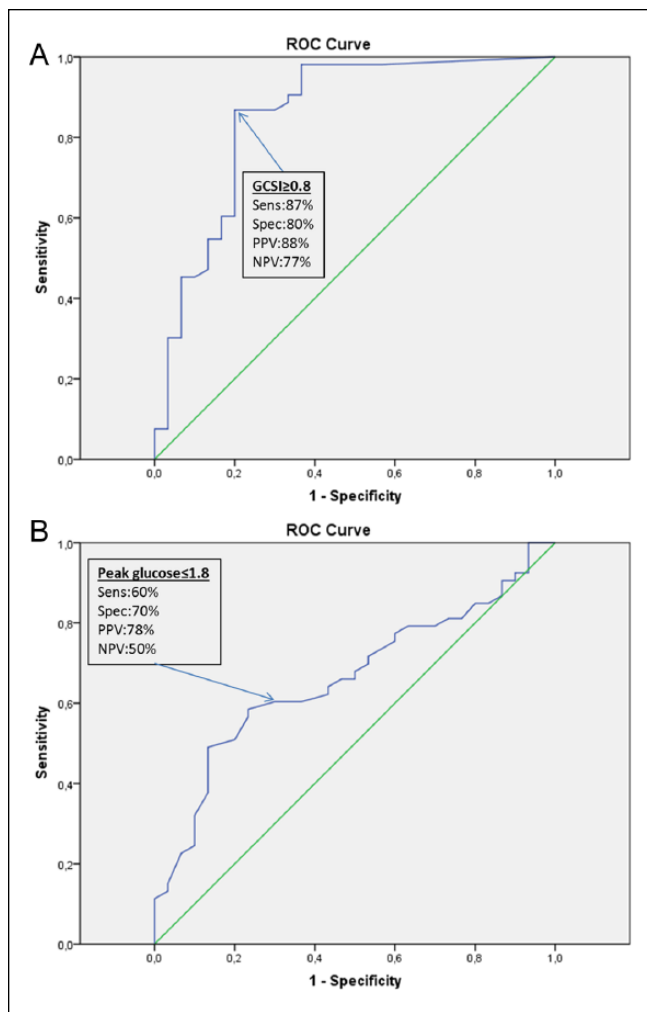 A
ROC Curve
1,0
0,8
0,6
0,4
0,2
0,0
Sensitivity
GCSI≥0.8
Sens:87%
Spec:80%
PPV:88%
NPV:77%
0,0 0,2 0,4 0,6 0,8 1,0
1 - Specificity
B
ROC Curve
1,0
0,8
0,6
0,4
0,2
0,0
Sensitivity
Peak glucose≤1.8
Sens:60%
Spec:70%
PPV:78%
NPV:50%
0,0 0,2 0,4 0,6 0,8 1,0
1 - Specificity